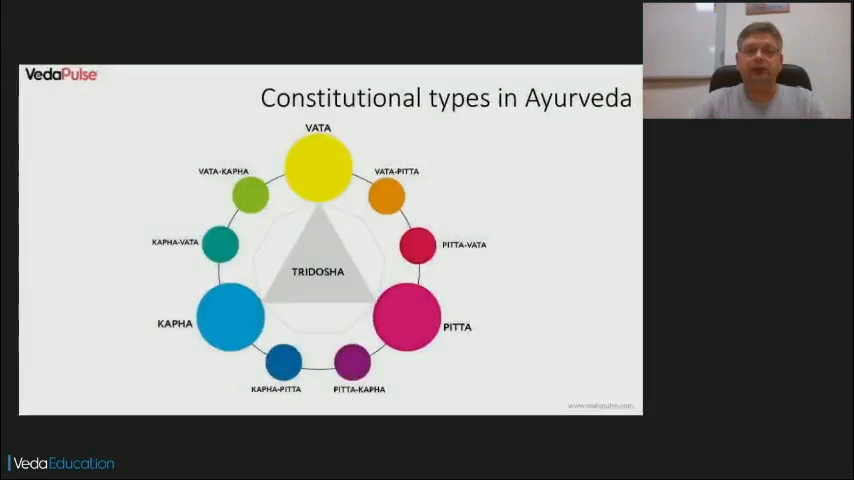 VedaPulse
Constitutional types in Ayurveda
VATA
VATA-KAPHA
VATA-PITTA
KAPHA-VATA
PITTA-VATA
TRIDOSHA
KAPHA
PITTA
KAPHA-PITTA
PITTA-KAPHA
www.vedapulse.com
VedaEducation